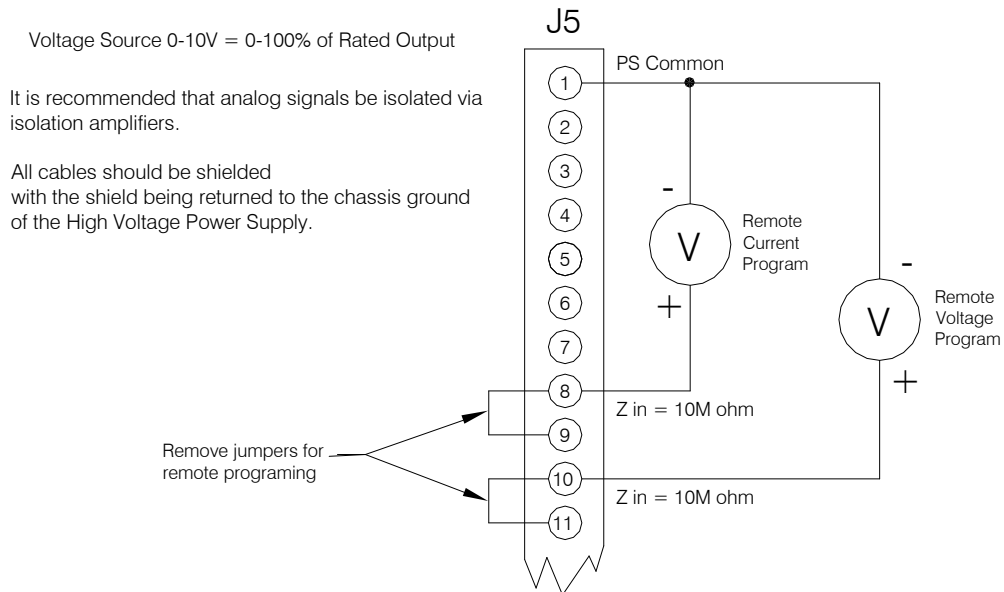 J5
Voltage Source 0-10V = 0-100% of Rated Output
PS Common
It is recommended that analog signals be isolated via
isolation amplifiers.
All cables should be shielded
with the shield being returned to the chassis ground
of the High Voltage Power Supply.
1
2
3
4
5
6
7
8
9
10
11
-
V
+
Remote
Current
Program
-
V
+
Remote
Voltage
Program
Z in = 10M ohm
Z in = 10M ohm
Remove jumpers for
remote programing